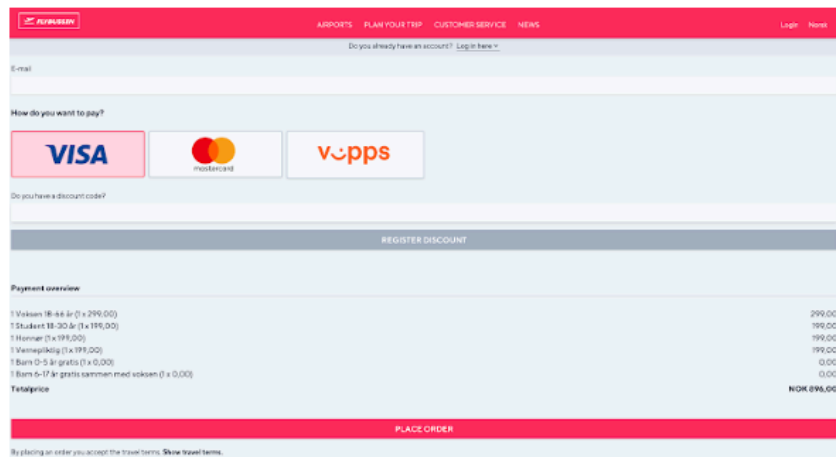 FLYBUSSEN
AIRPORTS PLAN YOUR TRIP CUSTOMER SERVICE NEWS Login Norsk
Do you already have an account? Log in here
E-mail
How do you want to pay?
VISA
mastercard
vipps
Do you have a discount code?
REGISTER DISCOUNT
Payment overview
1 Voksen 18-66 år (1 x 299,00) 299,00
1 Student 18-30 år (1 x 199,00) 199,00
1 Honnør (1 x 199,00) 199,00
1 Vernepliktig (1 x 199,00) 199,00
1 Barn 0-5 år gratis (1 x 0,00) 0,00
1 Barn 6-17 år gratis sammen med voksen (1 x 0,00) 0,00
Totalprice NOK 896,00
PLACE ORDER
By placing an order you accept the travel terms. Show travel terms.